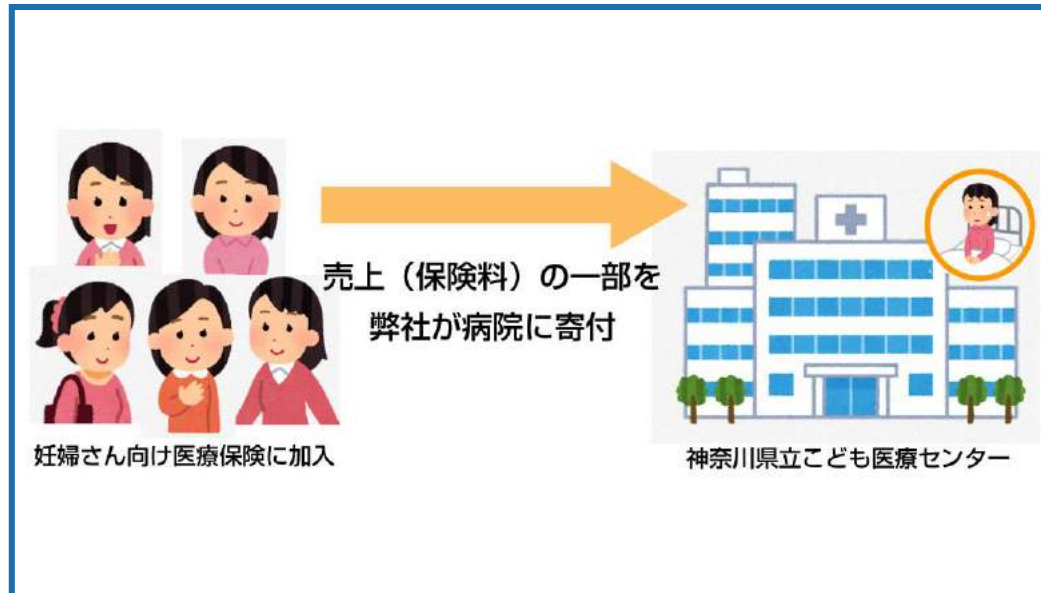 売上（保険料）の一部を
弊社が病院に寄付
妊婦さん向け医療保険に加入
神奈川県立こども医療センター